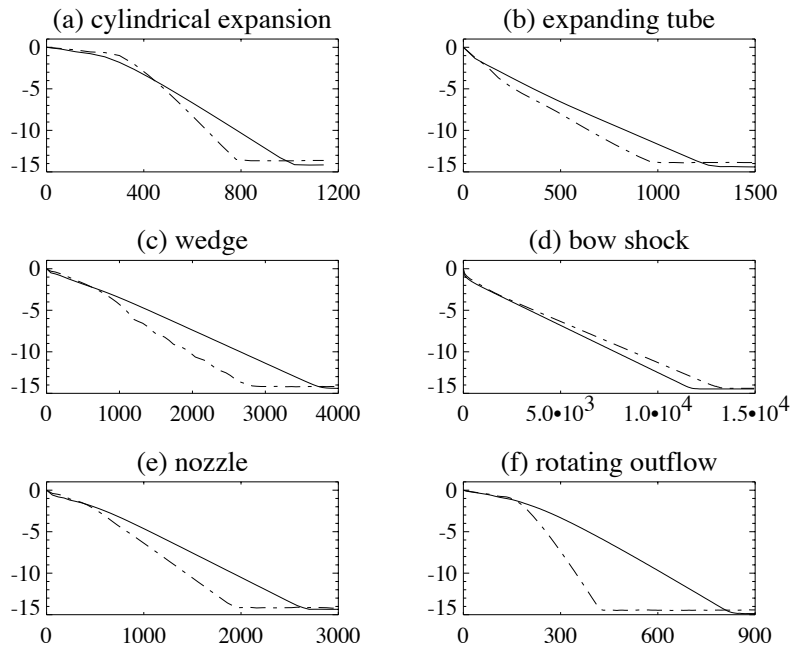 (a) cylindrical expansion
0
-5
-10
-15
0 400 800 1200
(b) expanding tube
0
-5
-10
-15
0 500 1000 1500
(c) wedge
0
-5
-10
-15
0 1000 2000 3000 4000
(d) bow shock
0
-5
-10
-15
0 5.0•10³ 1.0•10⁴ 1.5•10⁴
(e) nozzle
0
-5
-10
-15
0 1000 2000 3000
(f) rotating outflow
0
-5
-10
-15
0 300 600 900